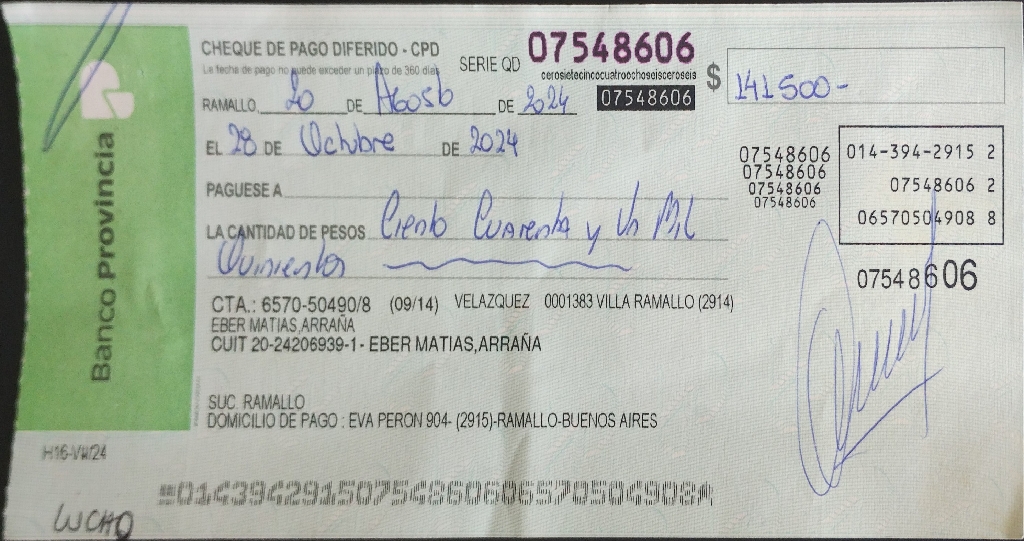 CHEQUE DE PAGO DIFERIDO - CPD
La fecha de pago no puede exceder un plazo de 360 días
SERIE QD 07548606
cerosietecincocuatroochoseisceroseis
07548606
$ 141500-
RAMALLO, 20 DE Agosto DE 2024
EL 28 DE Octubre DE 2024
PAGUESE A
LA CANTIDAD DE PESOS Ciento Cuarenta y Un Mil
Quinientos
07548606
07548606
07548606
07548606
014-394-2915 2
07548606 2
06570504908 8
07548606
CTA.: 6570-50490/8 (09/14) VELAZQUEZ 0001383 VILLA RAMALLO (2914)
EBER MATIAS,ARRAÑA
CUIT 20-24206939-1 - EBER MATIAS,ARRAÑA
SUC. RAMALLO
DOMICILIO DE PAGO : EVA PERON 904- (2915)-RAMALLO-BUENOS AIRES
Banco Provincia
H16-VII/24
01439429150754860606570504908
LUCHO